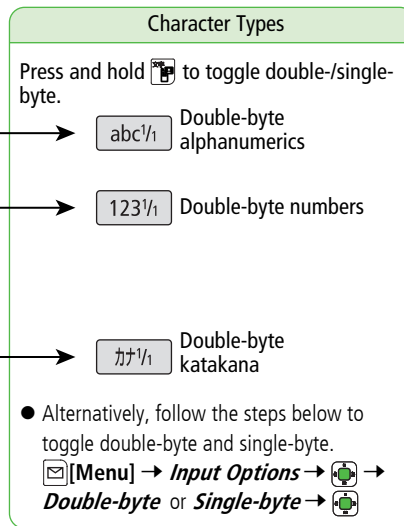 Character Types
Press and hold 文字 to toggle double-/single-
byte.
abc1/1 Double-byte
alphanumerics
1231/1 Double-byte numbers
カナ1/1 Double-byte
katakana
● Alternatively, follow the steps below to
toggle double-byte and single-byte.
[Menu] → Input Options → →
Double-byte or Single-byte →